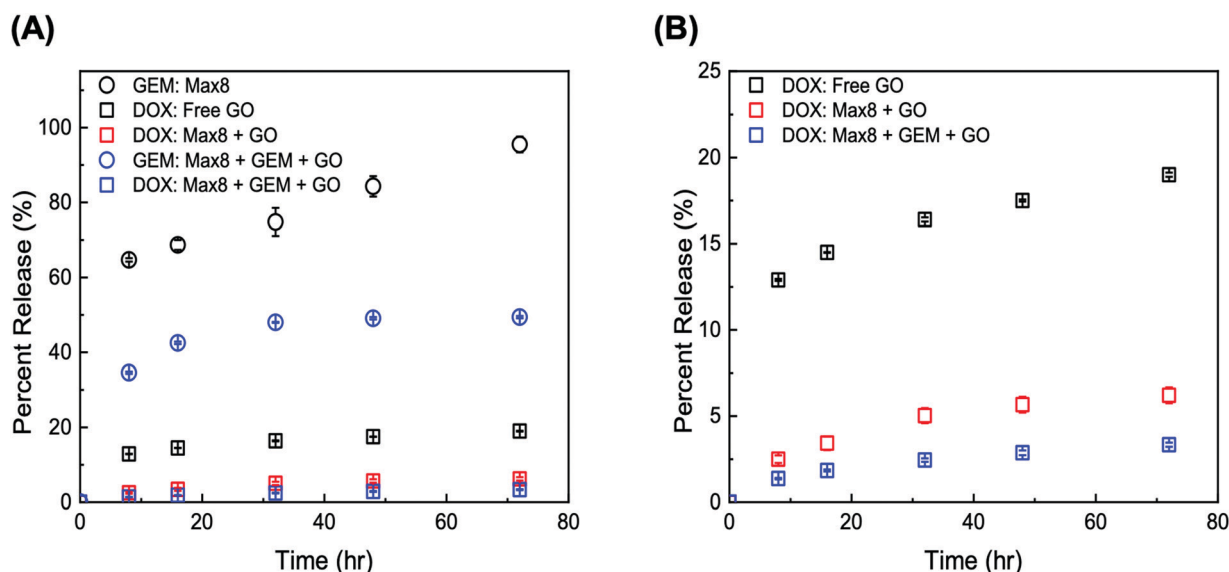 (A)
GEM: Max8
DOX: Free GO
DOX: Max8 + GO
GEM: Max8 + GEM + GO
DOX: Max8 + GEM + GO
Percent Release (%)
100
80
60
40
20
0
0 20 40 60 80
Time (hr)
(B)
DOX: Free GO
DOX: Max8 + GO
DOX: Max8 + GEM + GO
Percent Release (%)
25
20
15
10
5
0
0 20 40 60 80
Time (hr)